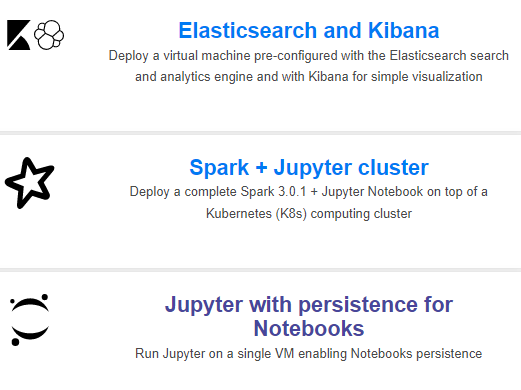 Elasticsearch and Kibana
Deploy a virtual machine pre-configured with the Elasticsearch search
and analytics engine and with Kibana for simple visualization
Spark + Jupyter cluster
Deploy a complete Spark 3.0.1 + Jupyter Notebook on top of a
Kubernetes (K8s) computing cluster
Jupyter with persistence for
Notebooks
Run Jupyter on a single VM enabling Notebooks persistence